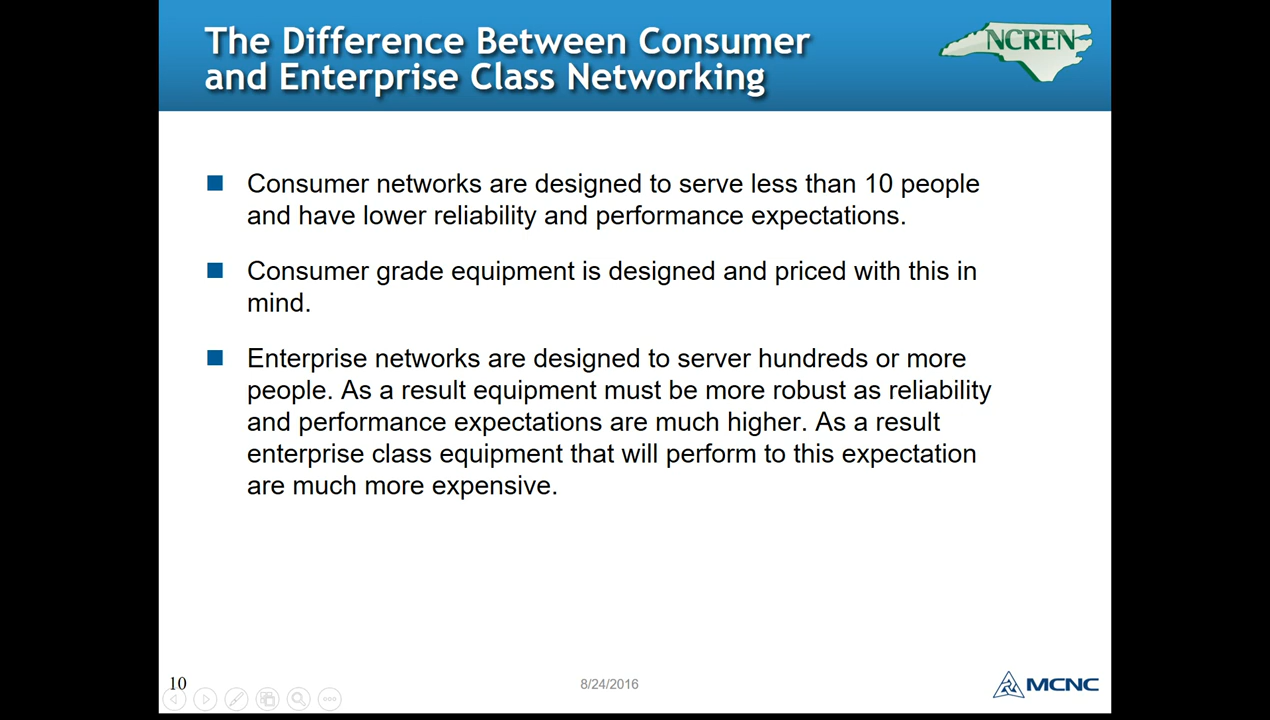 The Difference Between Consumer
and Enterprise Class Networking
NCREN
Consumer networks are designed to serve less than 10 people
and have lower reliability and performance expectations.
Consumer grade equipment is designed and priced with this in
mind.
Enterprise networks are designed to server hundreds or more
people. As a result equipment must be more robust as reliability
and performance expectations are much higher. As a result
enterprise class equipment that will perform to this expectation
are much more expensive.
10
8/24/2016
MCNC